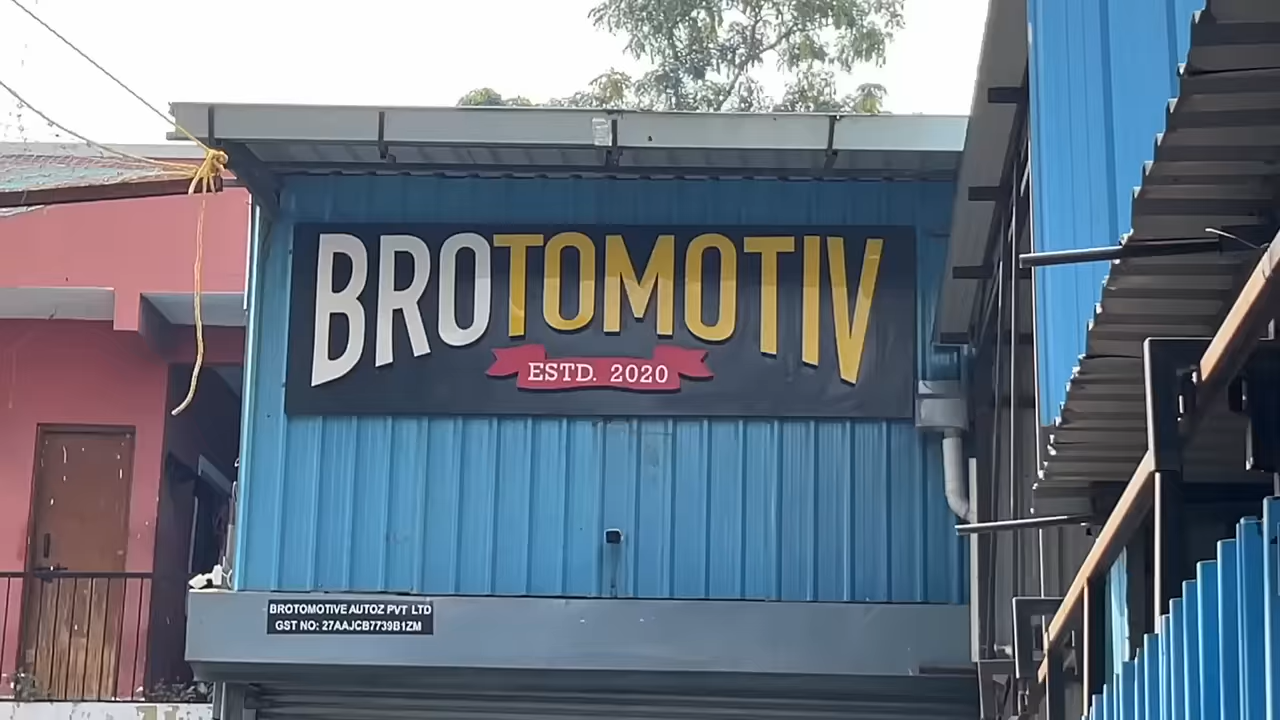 BROTOMOTIV
ESTD. 2020
BROTOMOTIVE AUTOZ PVT LTD
GST NO: 27AAJCB7739B1ZM